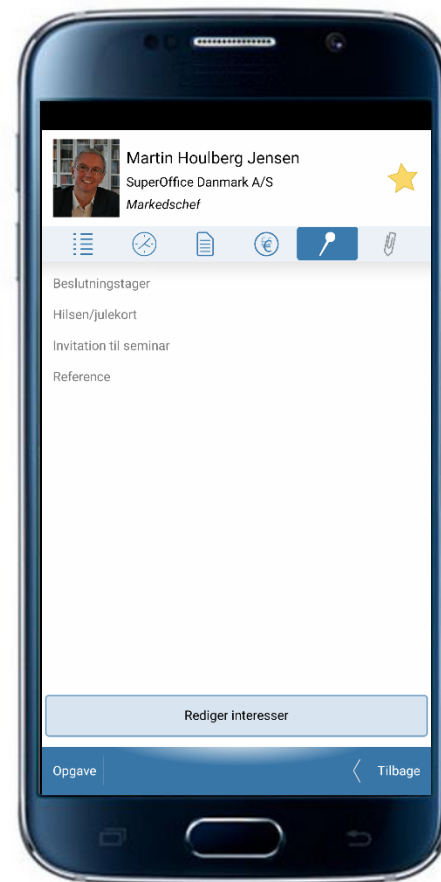 Martin Houlberg Jensen
SuperOffice Danmark A/S
Markedschef
Beslutningstager
Hilsen/julekort
Invitation til seminar
Reference
Rediger interesser
Opgave
Tilbage